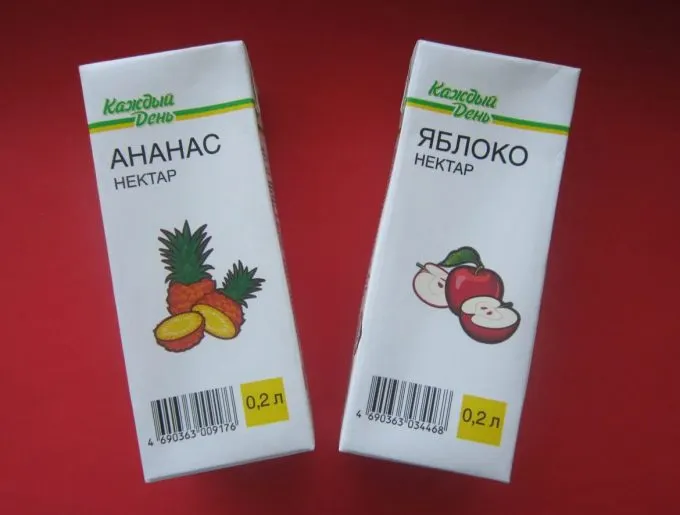 Каждый
День
АНАНАС
НЕКТАР
0,2 л
4 690363 009176
Каждый
День
ЯБЛОКО
НЕКТАР
0,2 л
4 690363 034468